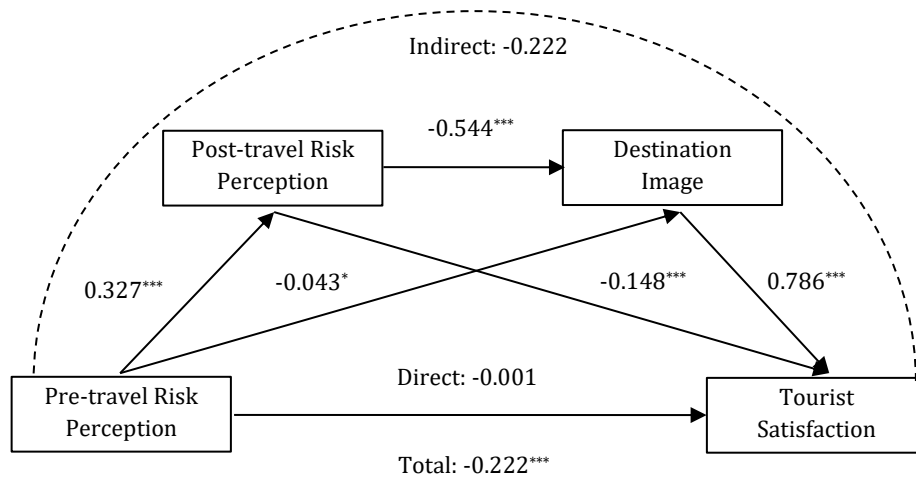 Indirect: -0.222
-0.544***
Post-travel Risk
Perception
Destination
Image
0.327***
-0.043*
-0.148***
0.786***
Direct: -0.001
Pre-travel Risk
Perception
Tourist
Satisfaction
Total: -0.222***